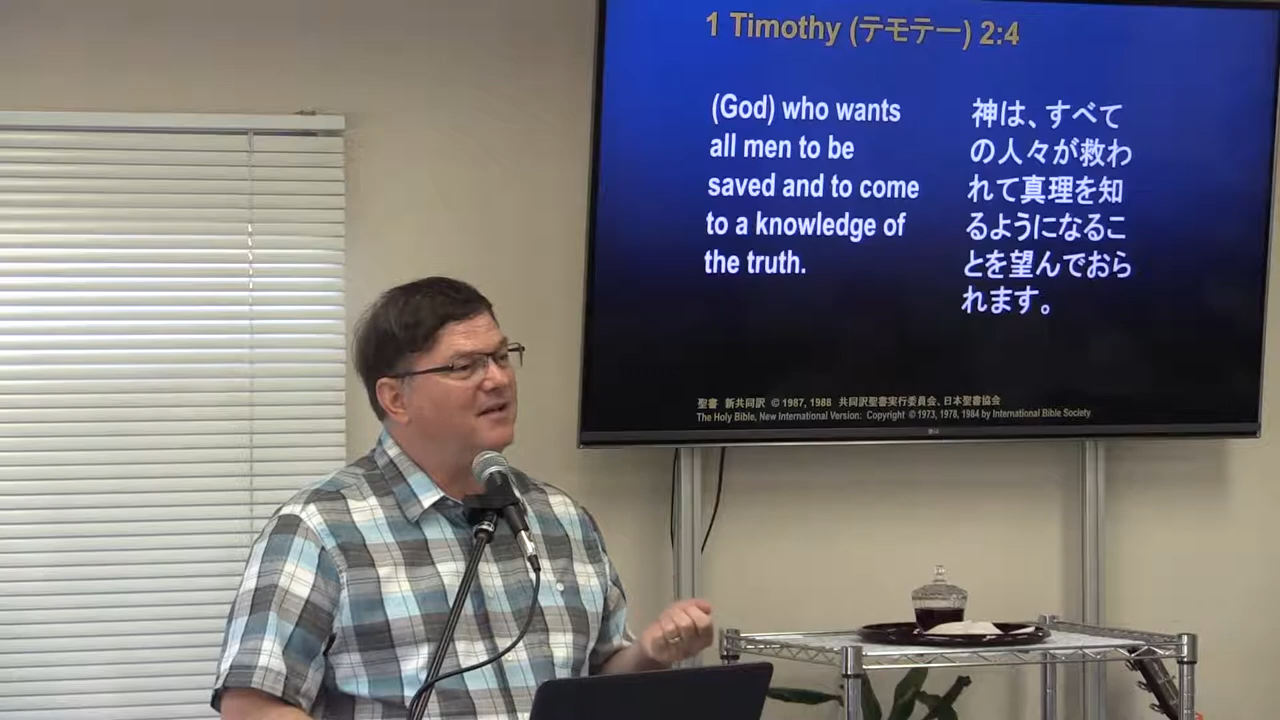 1 Timothy (テモテー) 2:4
(God) who wants
all men to be
saved and to come
to a knowledge of
the truth.
神は、すべて
の人々が救わ
れて真理を知
るようになるこ
とを望んでおら
れます。
聖書 新共同訳 © 1987, 1988 共同訳聖書実行委員会、日本聖書協会
The Holy Bible, New International Version: Copyright © 1973, 1978, 1984 by International Bible Society
LG